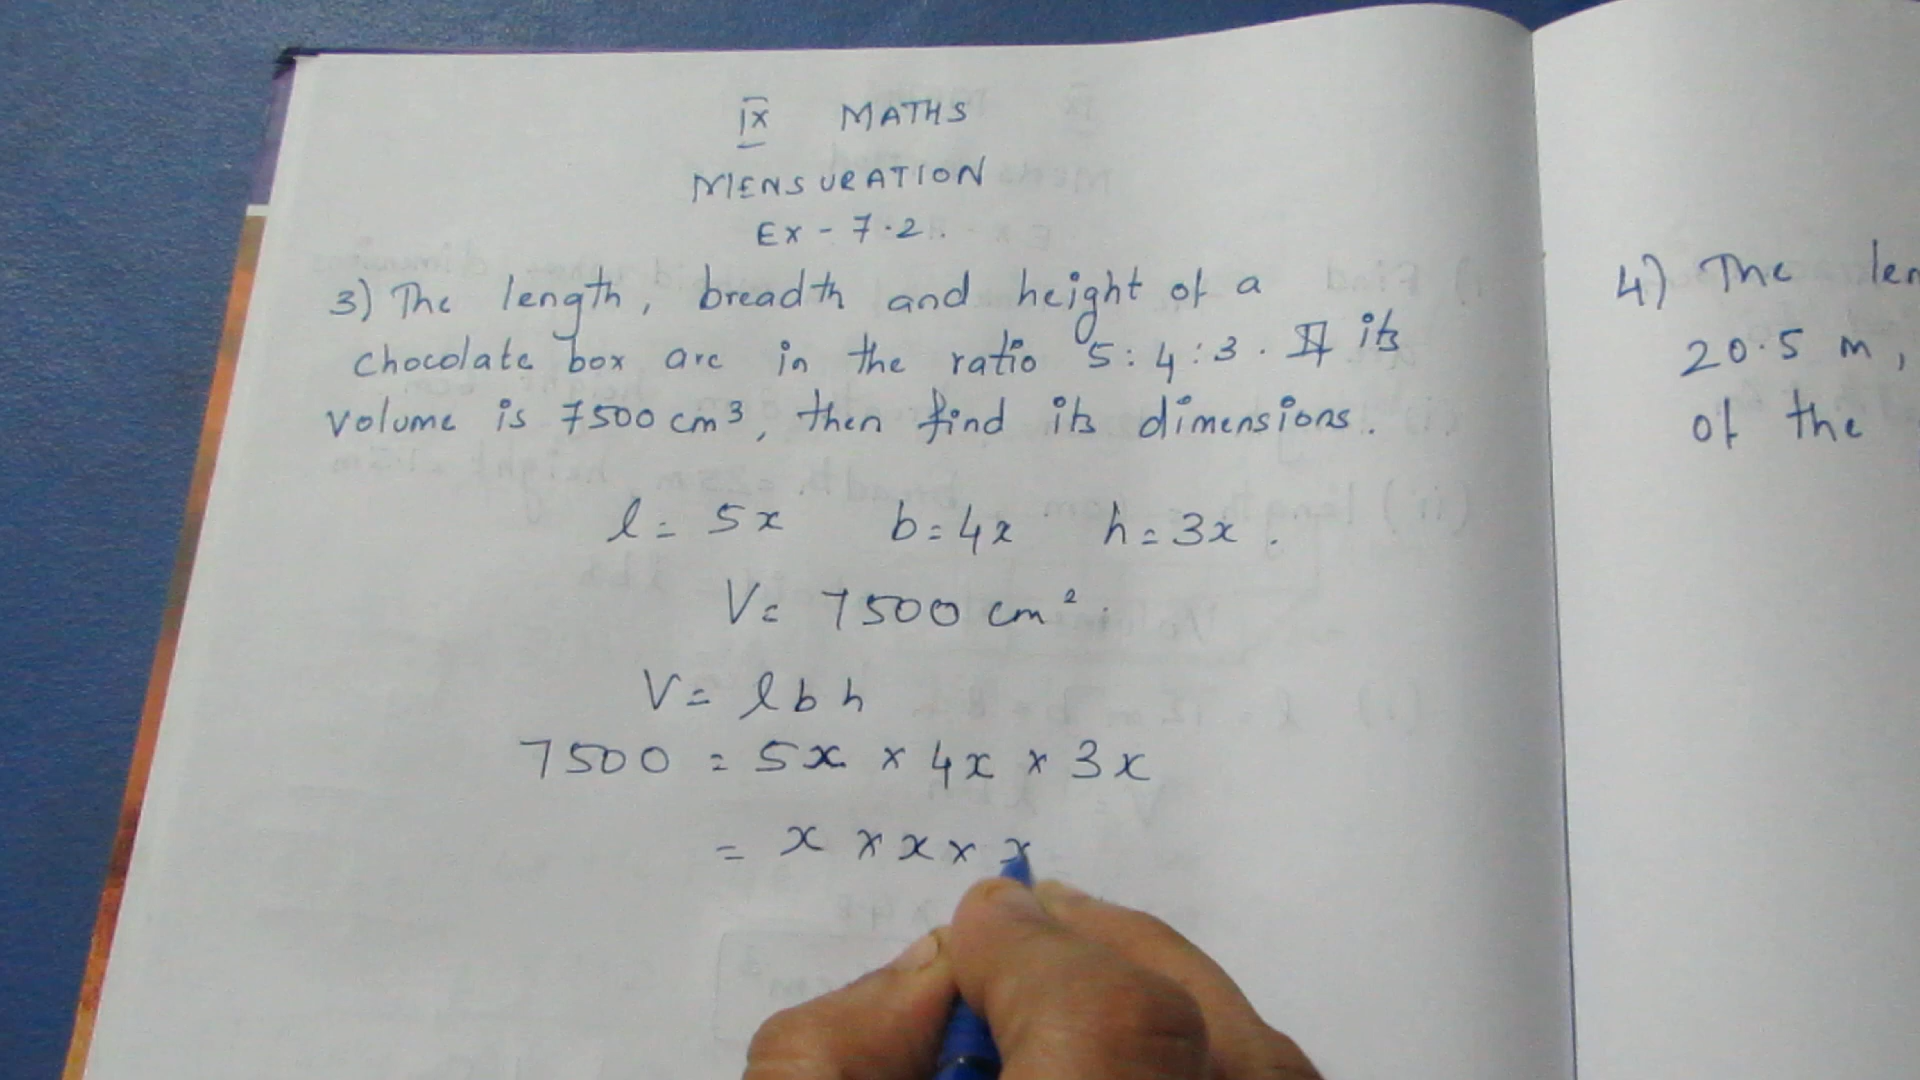 IX MATHS
MENSURATION
Ex - 7.2.
3) The length, breadth and height of a
chocolate box are in the ratio 5:4:3. If its
volume is 7500 cm3, then find its dimensions.
l = 5x b = 4x h = 3x.
V = 7500 cm².
V = l b h
7500 = 5x × 4x × 3x
= x × x × x
4) The len
20.5 m,
of the